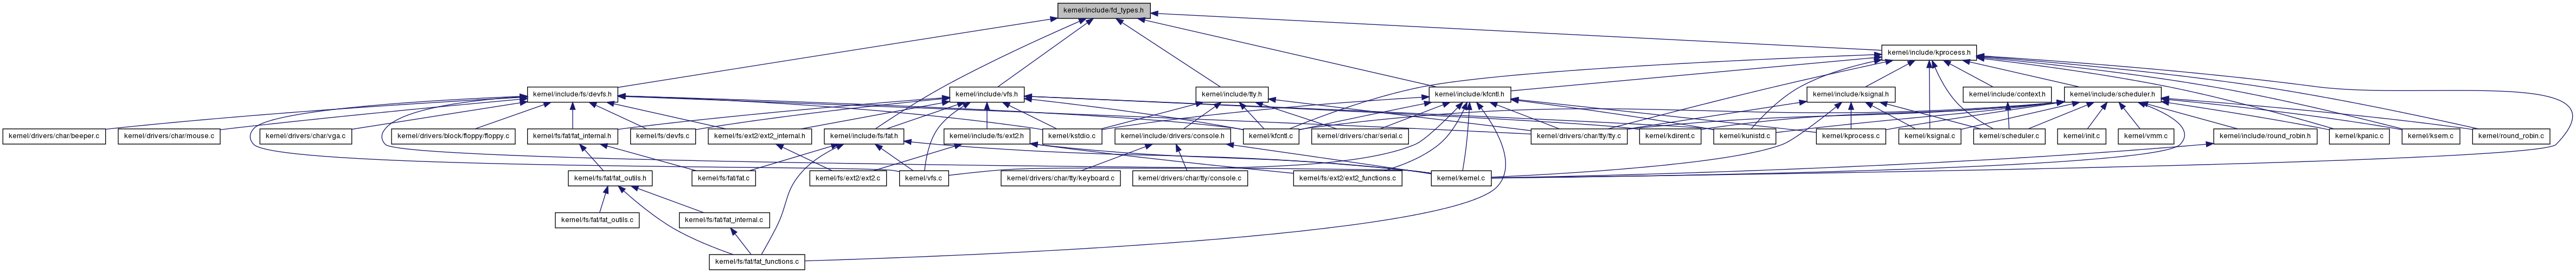 kernel/include/fd_types.h
kernel/include/kprocess.h
kernel/include/fs/devfs.h
kernel/include/vfs.h
kernel/include/tty.h
kernel/include/kfcntl.h
kernel/include/ksignal.h
kernel/include/context.h
kernel/include/scheduler.h
kernel/drivers/char/beeper.c
kernel/drivers/char/mouse.c
kernel/drivers/char/vga.c
kernel/drivers/block/floppy/floppy.c
kernel/fs/fat/fat_internal.h
kernel/fs/devfs.c
kernel/fs/ext2/ext2_internal.h
kernel/include/fs/fat.h
kernel/include/fs/ext2.h
kernel/kstdio.c
kernel/include/drivers/console.h
kernel/kfcntl.c
kernel/drivers/char/serial.c
kernel/drivers/char/tty/tty.c
kernel/kdirent.c
kernel/kunistd.c
kernel/kprocess.c
kernel/ksignal.c
kernel/scheduler.c
kernel/init.c
kernel/vmm.c
kernel/include/round_robin.h
kernel/kpanic.c
kernel/ksem.c
kernel/round_robin.c
kernel/fs/fat/fat_outils.h
kernel/fs/fat/fat.c
kernel/fs/ext2/ext2.c
kernel/vfs.c
kernel/drivers/char/tty/keyboard.c
kernel/drivers/char/tty/console.c
kernel/fs/ext2/ext2_functions.c
kernel/kernel.c
kernel/fs/fat/fat_outils.c
kernel/fs/fat/fat_internal.c
kernel/fs/fat/fat_functions.c